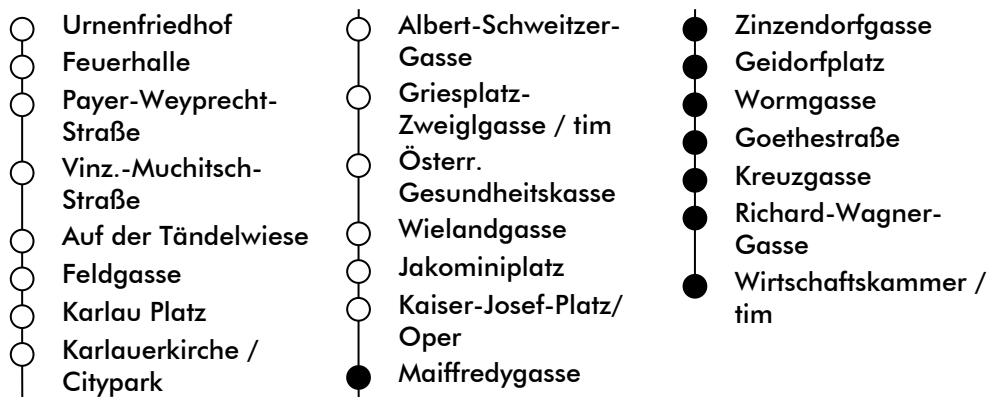 Urnenfriedhof
Feuerhalle
Payer-Weyprecht-
Straße
Vinz.-Muchitsch-
Straße
Auf der Tändelwiese
Feldgasse
Karlau Platz
Karlauerkirche /
Citypark
Albert-Schweitzer-
Gasse
Griesplatz-
Zweiglgasse / tim
Österr.
Gesundheitskasse
Wielandgasse
Jakominiplatz
Kaiser-Josef-Platz/
Oper
Maiffredygasse
Zinzendorfgasse
Geidorfplatz
Wormgasse
Goethestraße
Kreuzgasse
Richard-Wagner-
Gasse
Wirtschaftskammer /
tim